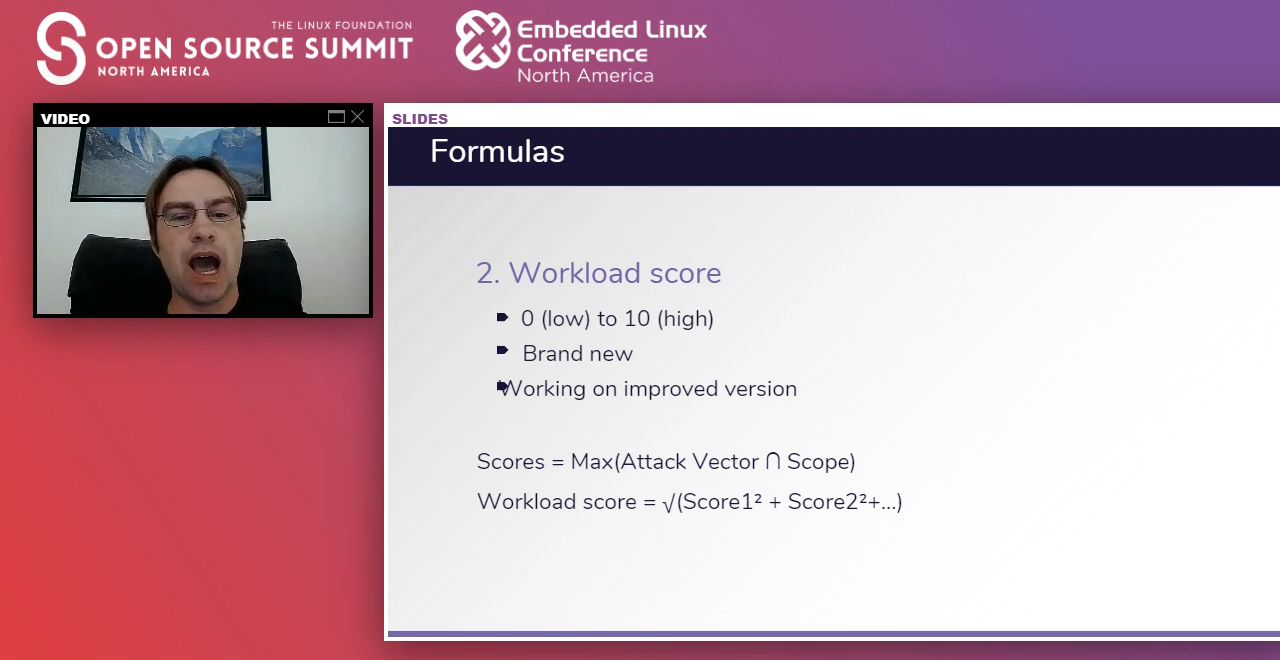 THE LINUX FOUNDATION
OPEN SOURCE SUMMIT
NORTH AMERICA
Embedded Linux
Conference
North America
VIDEO
SLIDES
Formulas
2. Workload score
0 (low) to 10 (high)
Brand new
Working on improved version
Scores = Max(Attack Vector ⋂ Scope)
Workload score = √(Score1² + Score2²+...)